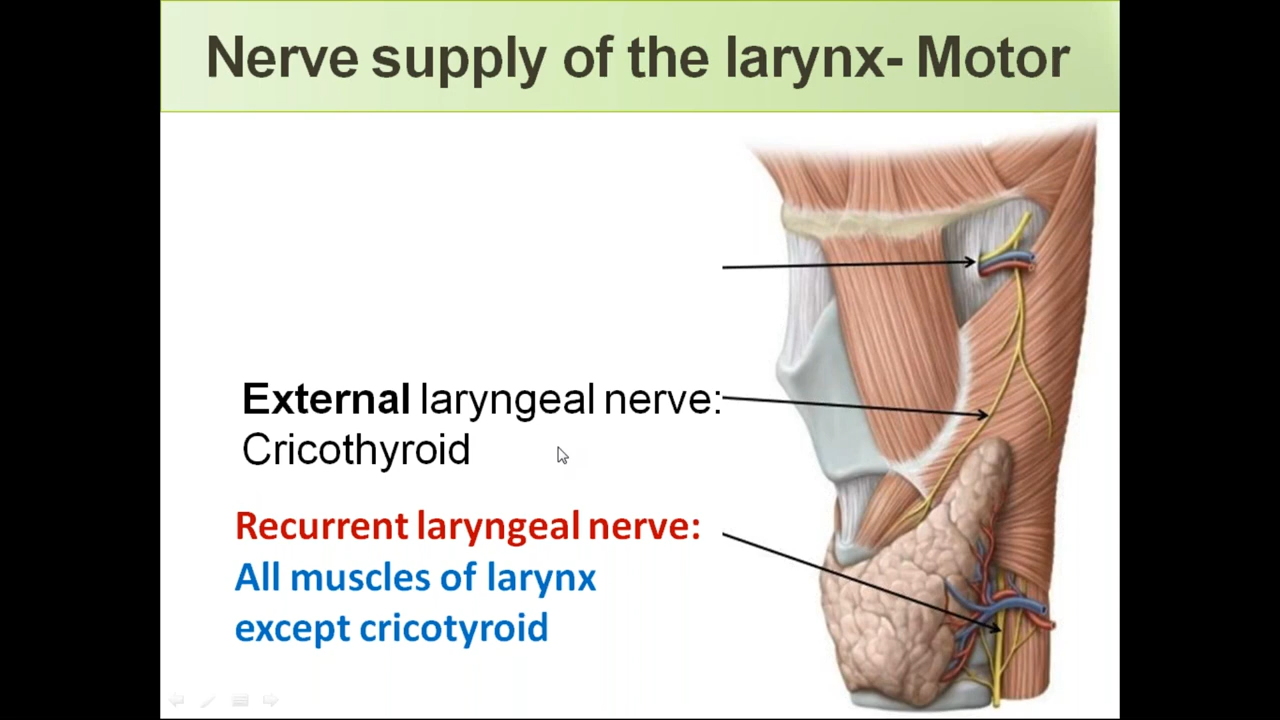 Nerve supply of the larynx- Motor
External laryngeal nerve:
Cricothyroid
Recurrent laryngeal nerve:
All muscles of larynx
except cricotyroid